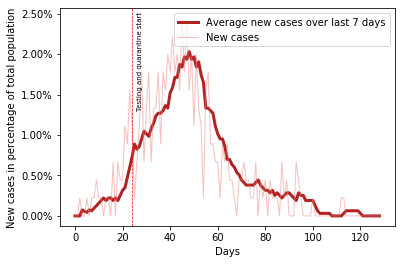 2.50%
Average new cases over last 7 days
New cases
2.00%
1.50%
1.00%
0.50%
0.00%
New cases in percentage of total population
Testing and quarantine start
0 20 40 60 80 100 120
Days